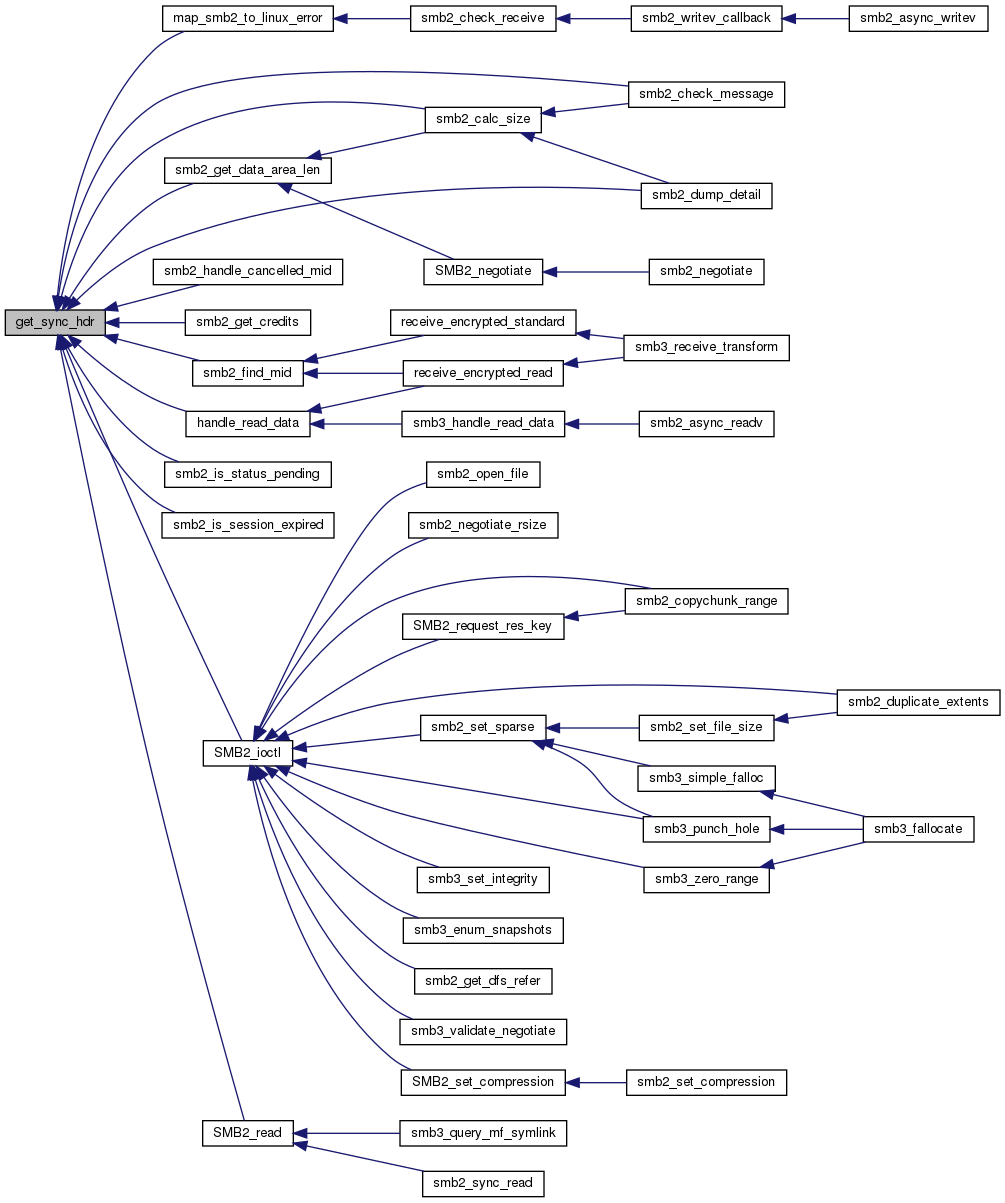 map_smb2_to_linux_error
smb2_check_receive
smb2_writev_callback
smb2_async_writev
smb2_check_message
smb2_calc_size
smb2_get_data_area_len
smb2_dump_detail
smb2_handle_cancelled_mid
SMB2_negotiate
smb2_negotiate
get_sync_hdr
smb2_get_credits
receive_encrypted_standard
smb3_receive_transform
smb2_find_mid
receive_encrypted_read
handle_read_data
smb3_handle_read_data
smb2_async_readv
smb2_is_status_pending
smb2_open_file
smb2_is_session_expired
smb2_negotiate_rsize
smb2_copychunk_range
SMB2_request_res_key
smb2_duplicate_extents
smb2_set_sparse
smb2_set_file_size
SMB2_ioctl
smb3_simple_falloc
smb3_punch_hole
smb3_fallocate
smb3_set_integrity
smb3_zero_range
smb3_enum_snapshots
smb2_get_dfs_refer
smb3_validate_negotiate
SMB2_set_compression
smb2_set_compression
SMB2_read
smb3_query_mf_symlink
smb2_sync_read